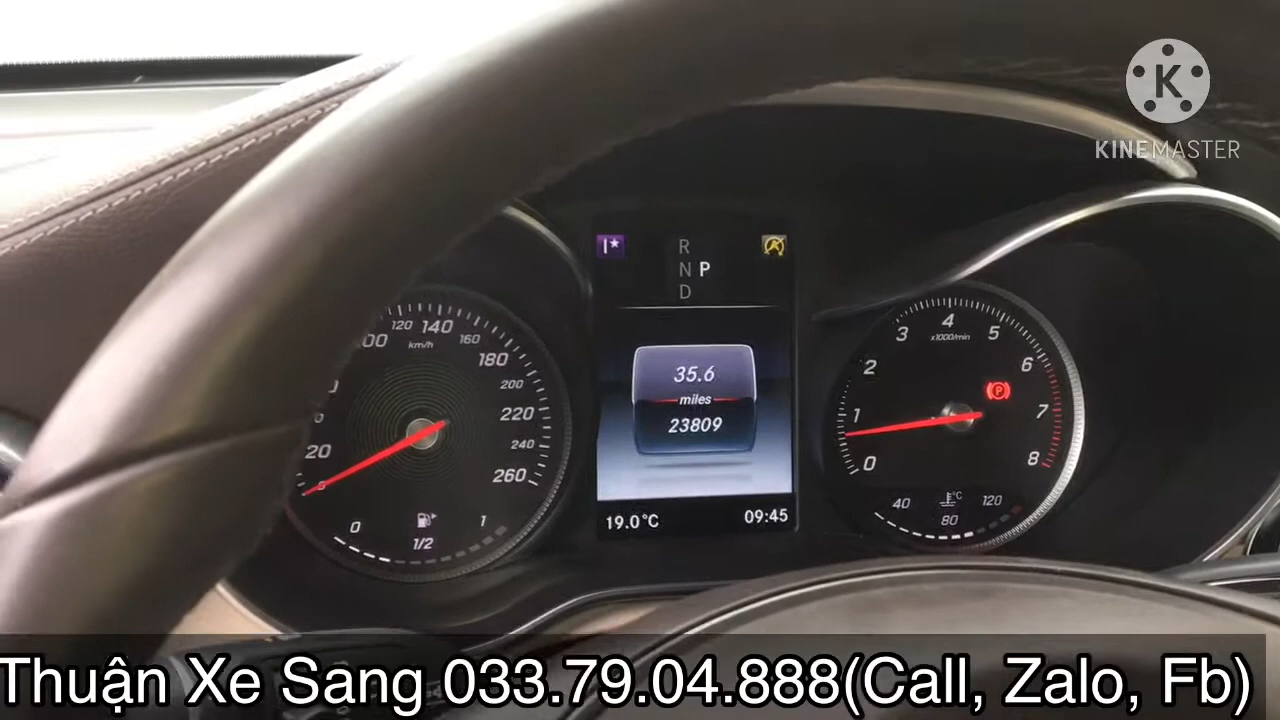 K
KINEMASTER
R
N P
D
120 140 160 180 200 220 240 260
km/h
20
0 1/2 1
35.6
miles
23809
19.0°C 09:45
0 1 2 3 4 5 6 7 8
x1000/min
P
40 80 120
°C
Thuận Xe Sang 033.79.04.888(Call, Zalo, Fb)